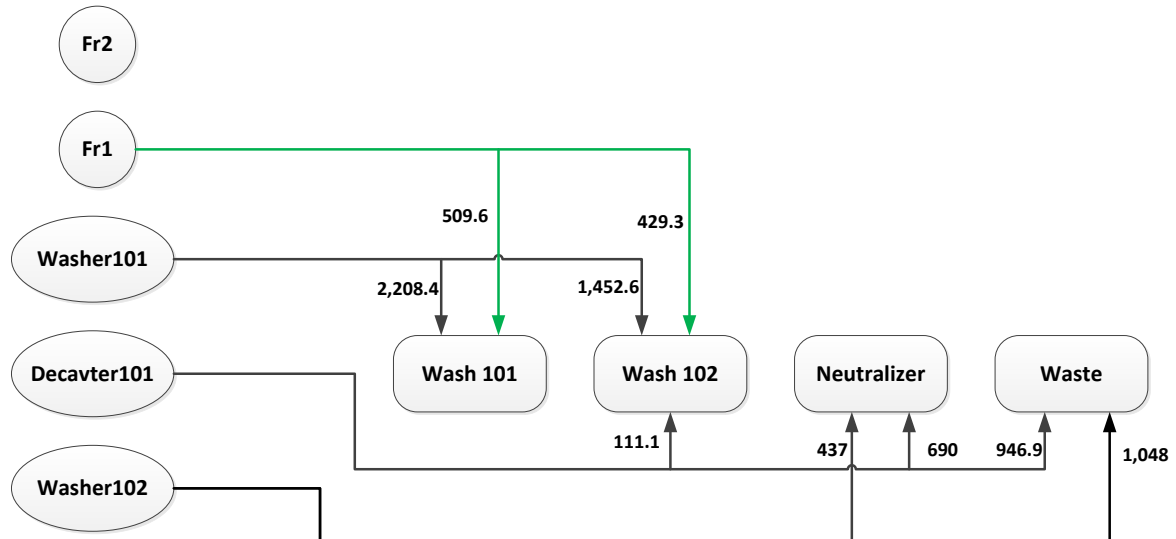 Fr2
Fr1
509.6
429.3
Washer101
2,208.4
1,452.6
Decavter101
Wash 101
Wash 102
Neutralizer
Waste
111.1
437
690
946.9
1,048
Washer102